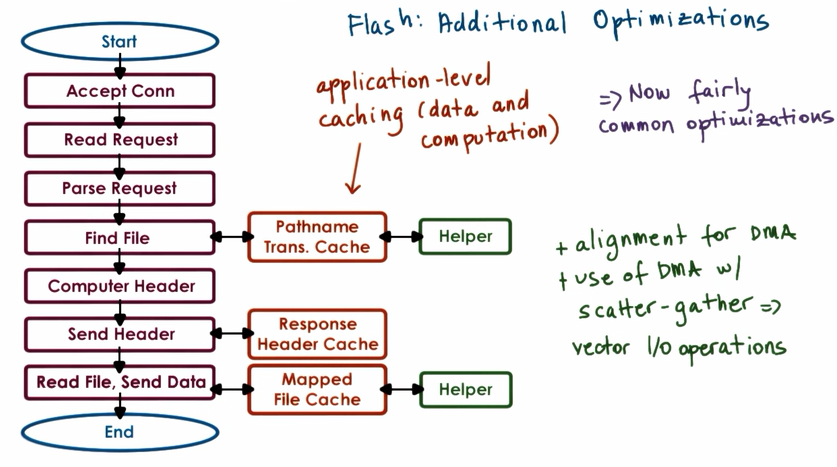 Flash: Additional Optimizations
Start
Accept Conn
Read Request
Parse Request
Find File
Computer Header
Send Header
Read File, Send Data
End
application-level
caching (data and
computation)
=> Now fairly
common optimizations
Pathname
Trans. Cache
Helper
Response
Header Cache
Mapped
File Cache
Helper
+ alignment for DMA
+ use of DMA w/
scatter-gather =>
vector I/O operations